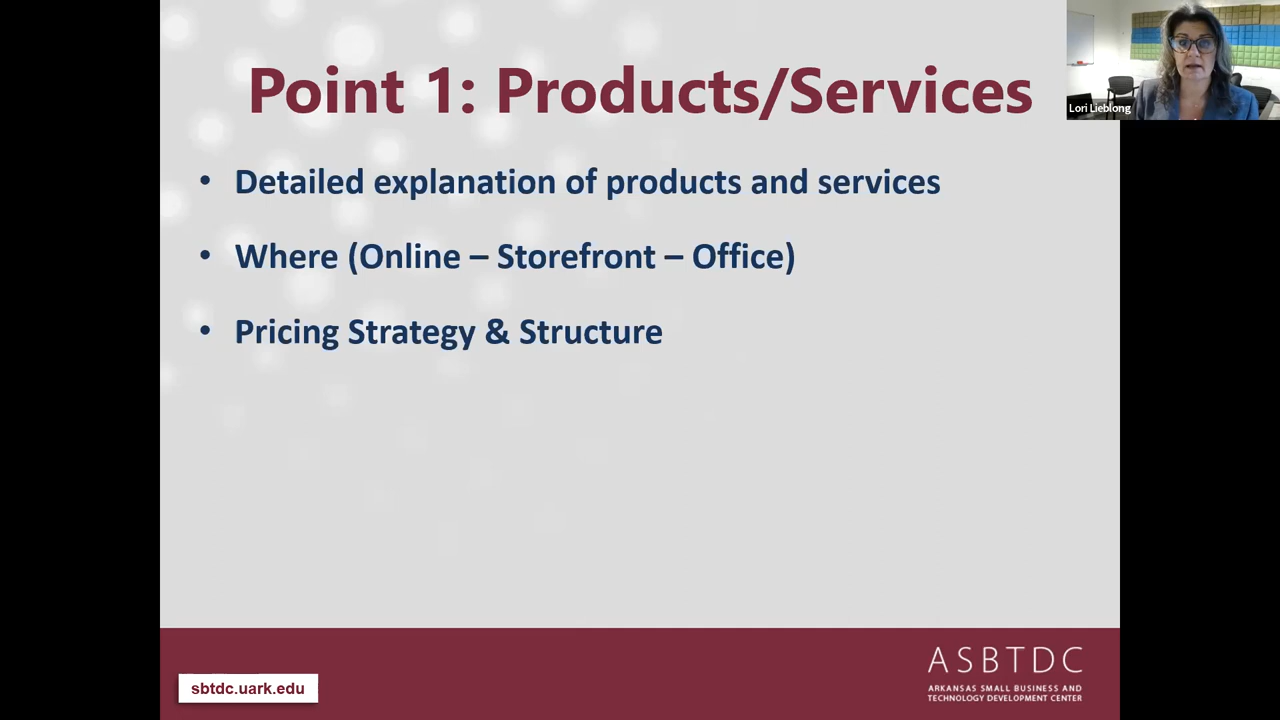 Point 1: Products/Services
Lori Lieblong
• Detailed explanation of products and services
• Where (Online – Storefront – Office)
• Pricing Strategy & Structure
sbtdc.uark.edu
ASBTDC
ARKANSAS SMALL BUSINESS AND
TECHNOLOGY DEVELOPMENT CENTER